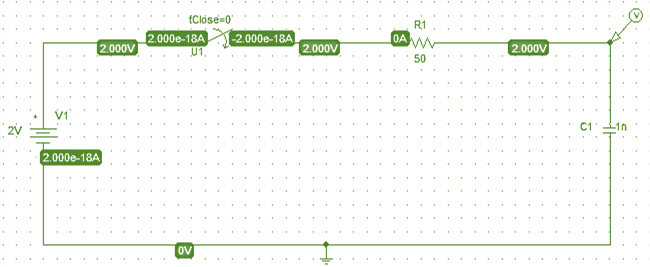 tClose=0
V
R1
2.000V
2.000e-18A
-2.000e-18A
2.000V
0A
2.000V
U1
50
V1
+
2V
C1
1n
2.000e-18A
0V